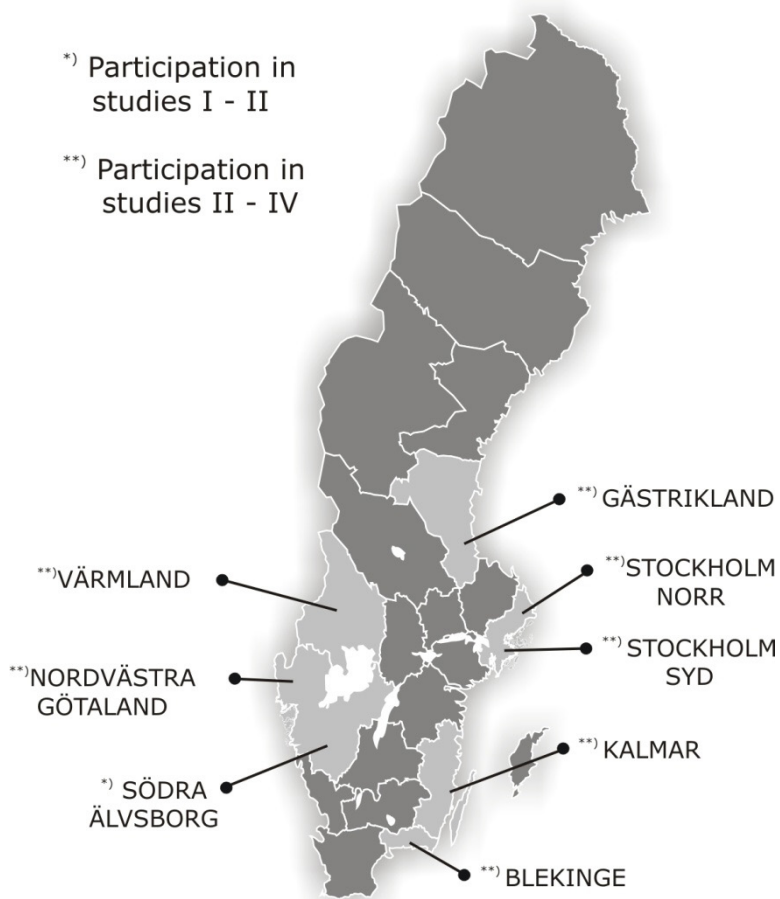 *) Participation in
studies I - II
**) Participation in
studies II - IV
**) GÄSTRIKLAND
**)VÄRMLAND
**)STOCKHOLM
NORR
**) STOCKHOLM
SYD
**)NORDVÄSTRA
GÖTALAND
**) KALMAR
*) SÖDRA
ÄLVSBORG
**) BLEKINGE